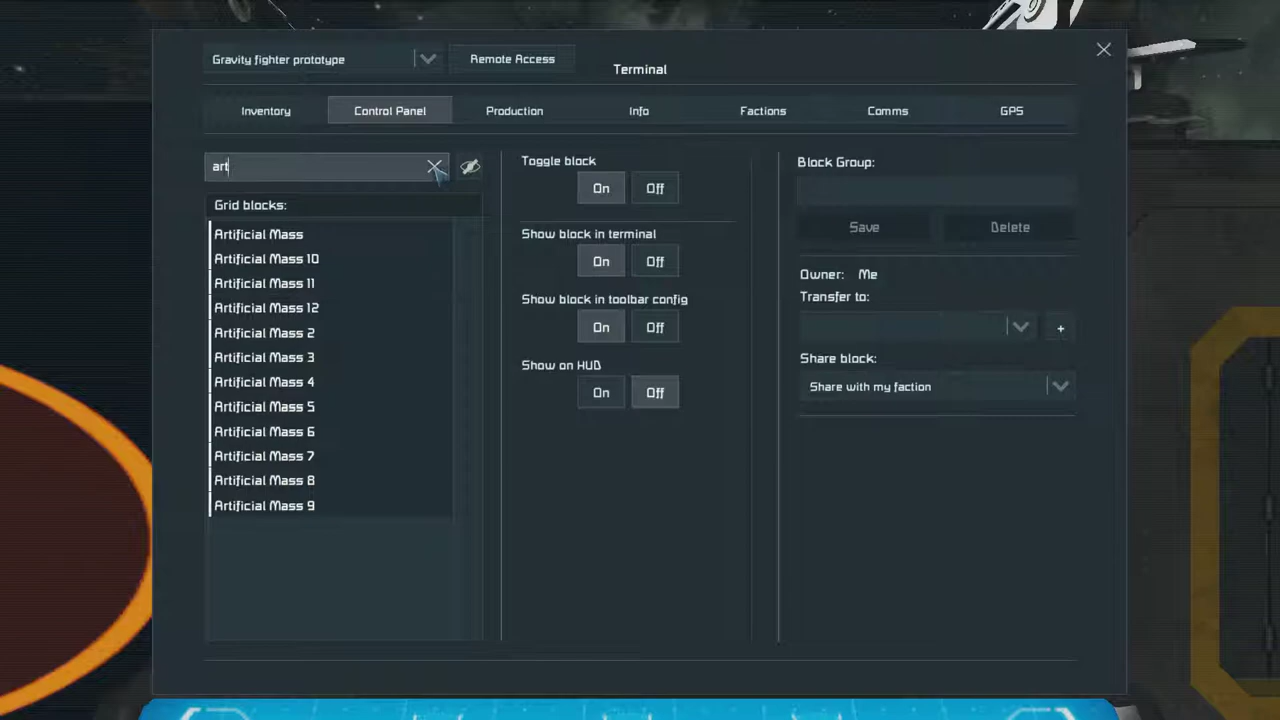 Gravity fighter prototype
Remote Access
Terminal
Inventory
Control Panel
Production
Info
Factions
Comms
GPS
art
Grid blocks:
Artificial Mass
Artificial Mass 10
Artificial Mass 11
Artificial Mass 12
Artificial Mass 2
Artificial Mass 3
Artificial Mass 4
Artificial Mass 5
Artificial Mass 6
Artificial Mass 7
Artificial Mass 8
Artificial Mass 9
Toggle block
On Off
Show block in terminal
On Off
Show block in toolbar config
On Off
Show on HUD
On Off
Block Group:
Save Delete
Owner: Me
Transfer to:
+
Share block:
Share with my faction